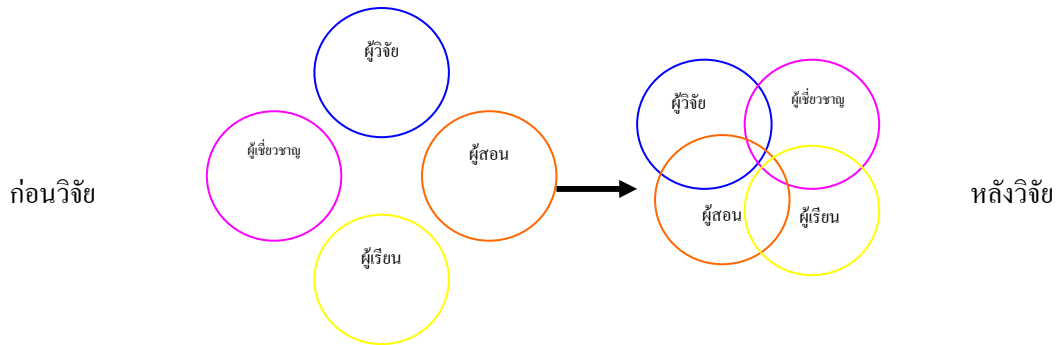 ผู้วิจัย
ผู้เชี่ยวชาญ
ผู้สอน
ผู้เรียน
ก่อนวิจัย
ผู้วิจัย
ผู้เชี่ยวชาญ
ผู้สอน
ผู้เรียน
หลังวิจัย